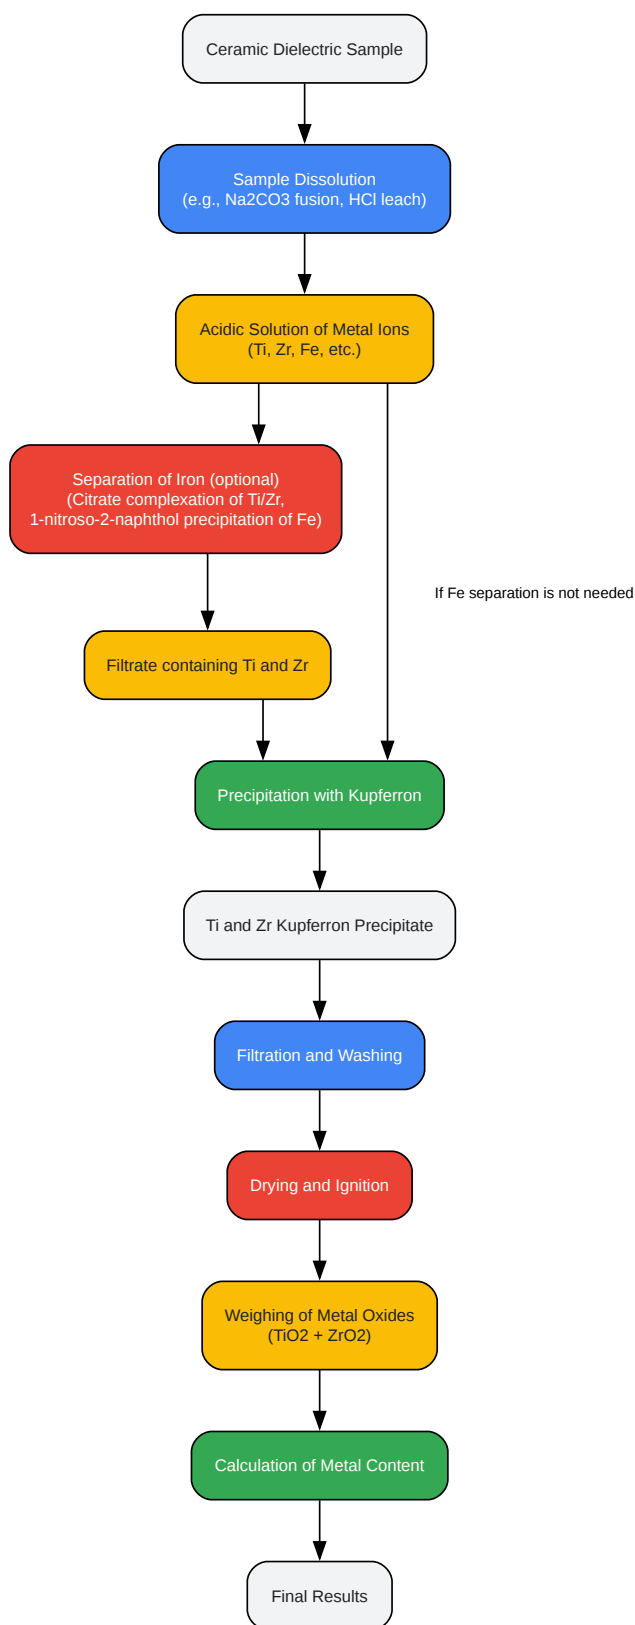 Ceramic Dielectric Sample
Sample Dissolution
(e.g., Na2CO3 fusion, HCl leach)
Acidic Solution of Metal Ions
(Ti, Zr, Fe, etc.)
Separation of Iron (optional)
(Citrate complexation of Ti/Zr,
1-nitroso-2-naphthol precipitation of Fe)
If Fe separation is not needed
Filtrate containing Ti and Zr
Precipitation with Kupferron
Ti and Zr Kupferron Precipitate
Filtration and Washing
Drying and Ignition
Weighing of Metal Oxides
(TiO2 + ZrO2)
Calculation of Metal Content
Final Results